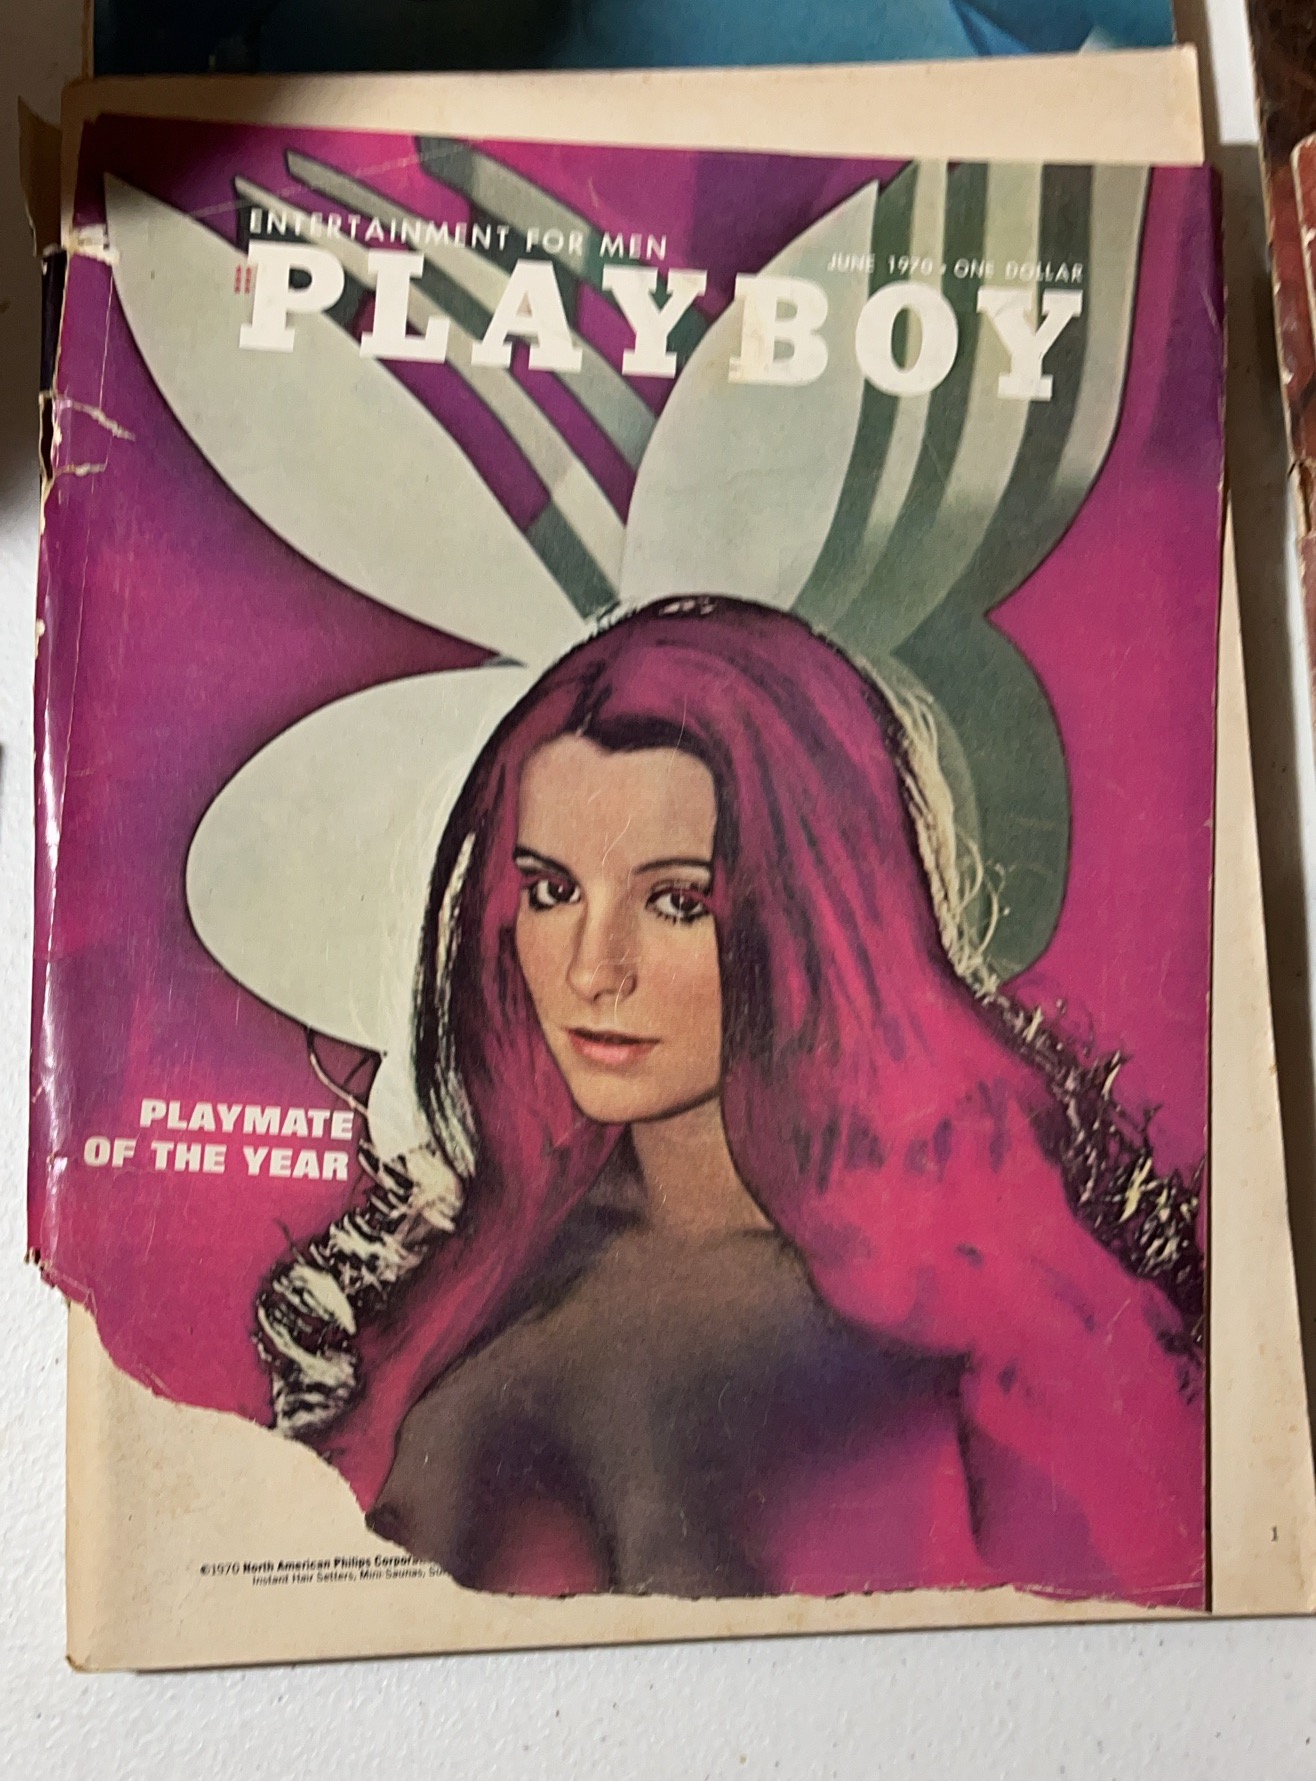 ENTERTAINMENT FOR MEN
JUNE 1970 • ONE DOLLAR
PLAYBOY
PLAYMATE
OF THE YEAR
©1970 North American Philips
Instant Hair Setters, Mini-Saunas,
1